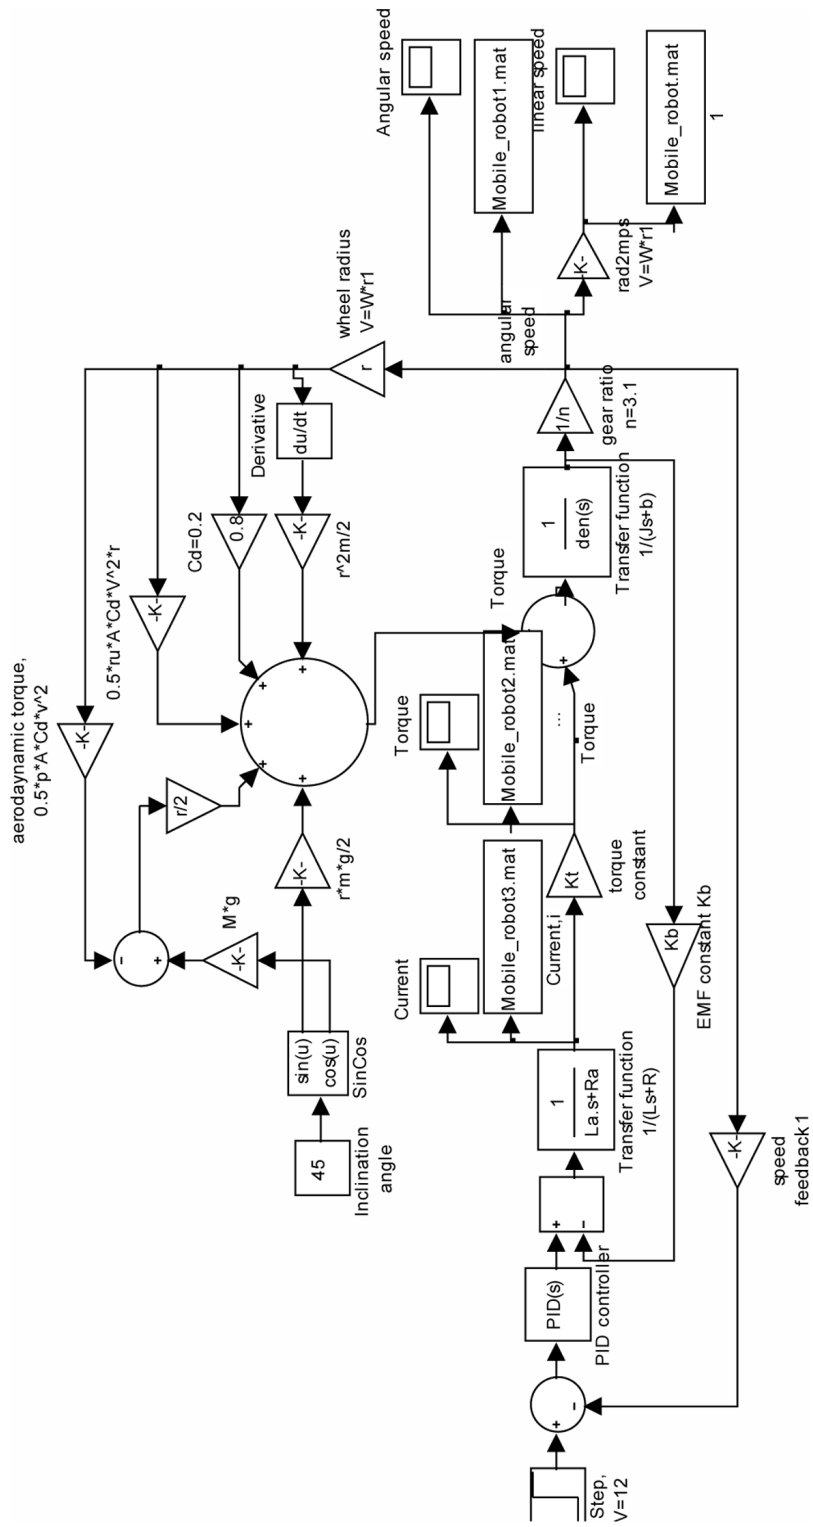 Step,
V=12
+
−
PID(s)
PID controller
+
−
1
La.s+Ra
Transfer function
1/(Ls+R)
Current
Mobile_robot3.mat
Current,i
Kt
torque
constant
Torque
Mobile_robot2.mat
...
Torque
+
Torque
1
den(s)
Transfer function
1/(Js+b)
1/n
gear ratio
n=3.1
angular
speed
Angular speed
Mobile_robot1.mat
linear speed
Mobile_robot.mat
1
-K-
rad2mps
V=W*r1
r
wheel radius
V=W*r1
Derivative
du/dt
-K-
r^2m/2
Cd=0.2
0.8
-K-
0.5*ru*A*Cd*V^2*r
-K-
aerodaynamic torque,
0.5*p*A*Cd*v^2
r/2
−
+
M*g
-K-
-K-
r*m*g/2
+
+
+
+
+
sin(u)
cos(u)
SinCos
45
Inclination
angle
Kb
EMF constant Kb
-K-
speed
feedback1